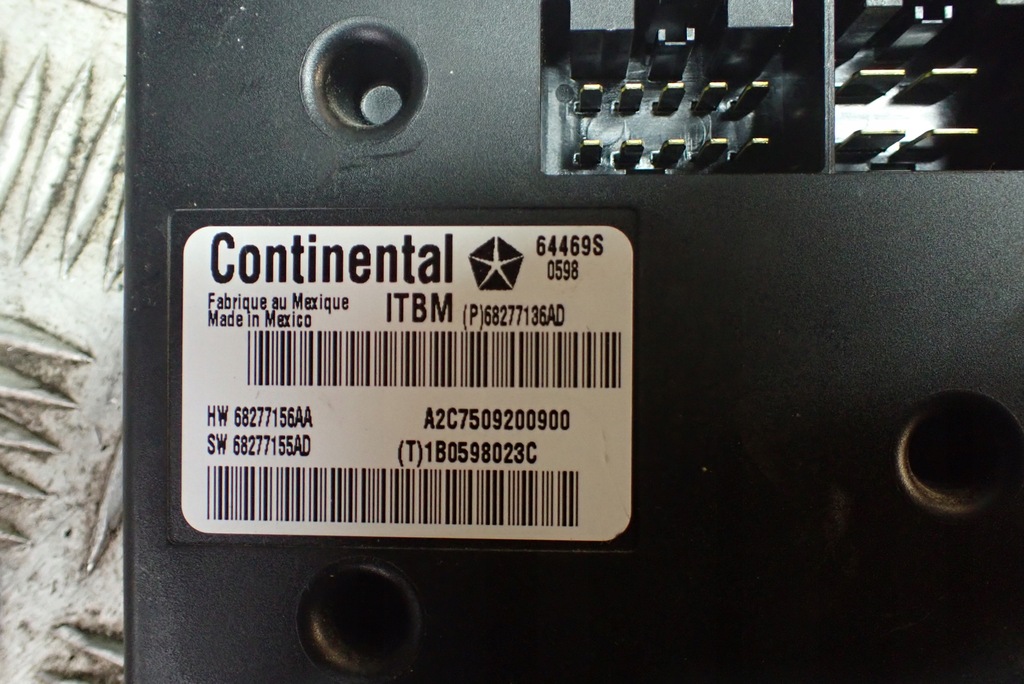 Continental 64469S
0598
Fabrique au Mexique
Made in Mexico
ITBM (P)68277136AD
HW 68277156AA A2C7509200900
SW 68277155AD (T)1B0598023C